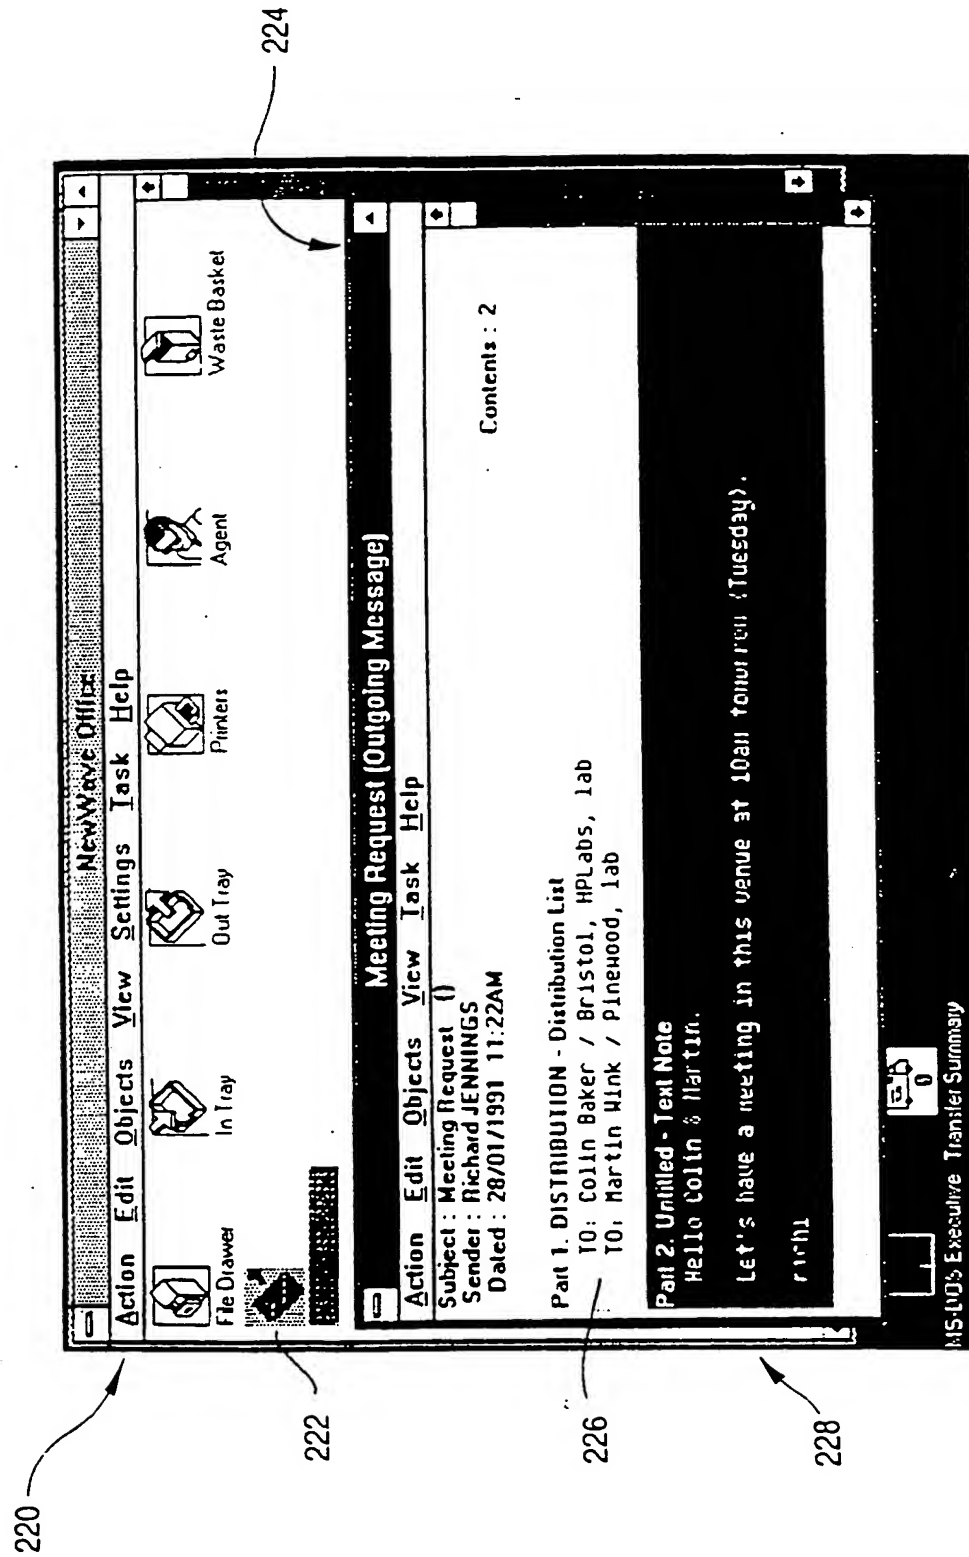 220
224
NewWave Office
Action Edit Objects View Settings Task Help
File Drawer In Tray Out Tray Printers Agent Waste Basket
222
Meeting Request (Outgoing Message)
Action Edit Objects View Task Help
Subject : Meeting Request ()
Sender : Richard JENNINGS
Dated : 28/01/1991 11:22AM
Contents : 2
Part 1. DISTRIBUTION - Distribution List
TO: Colin Baker / Bristol, HPLabs, lab
TO: Martin Wink / Pinewood, lab
226
Part 2. Untitled - Text Note
Hello Colin & Martin.
Let's have a meeting in this venue at 10am tomorrow (Tuesday).
228
0
MSDOS Executive Transfer Summary